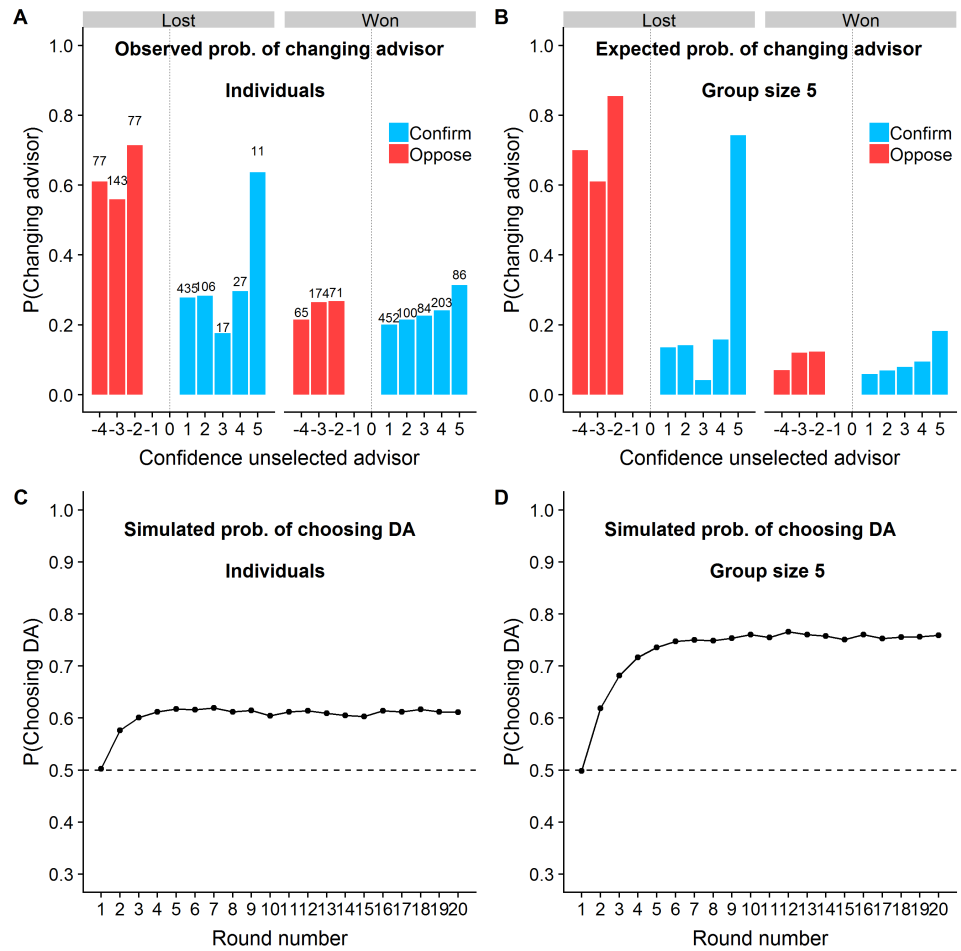 A
Lost Won
Observed prob. of changing advisor
Individuals
Confirm
Oppose
P(Changing advisor)
1.0
0.8
0.6
0.4
0.2
0.0
77 143 77 435 106 17 27 11
65 174 71 452 100 84 203 86
-4 -3 -2 -1 0 1 2 3 4 5 -4 -3 -2 -1 0 1 2 3 4 5
Confidence unselected advisor
B
Lost Won
Expected prob. of changing advisor
Group size 5
Confirm
Oppose
P(Changing advisor)
1.0
0.8
0.6
0.4
0.2
0.0
-4 -3 -2 -1 0 1 2 3 4 5 -4 -3 -2 -1 0 1 2 3 4 5
Confidence unselected advisor
C
Simulated prob. of choosing DA
Individuals
P(Choosing DA)
1.0
0.9
0.8
0.7
0.6
0.5
0.4
0.3
1 2 3 4 5 6 7 8 9 10 11 12 13 14 15 16 17 18 19 20
Round number
D
Simulated prob. of choosing DA
Group size 5
P(Choosing DA)
1.0
0.9
0.8
0.7
0.6
0.5
0.4
0.3
1 2 3 4 5 6 7 8 9 10 11 12 13 14 15 16 17 18 19 20
Round number